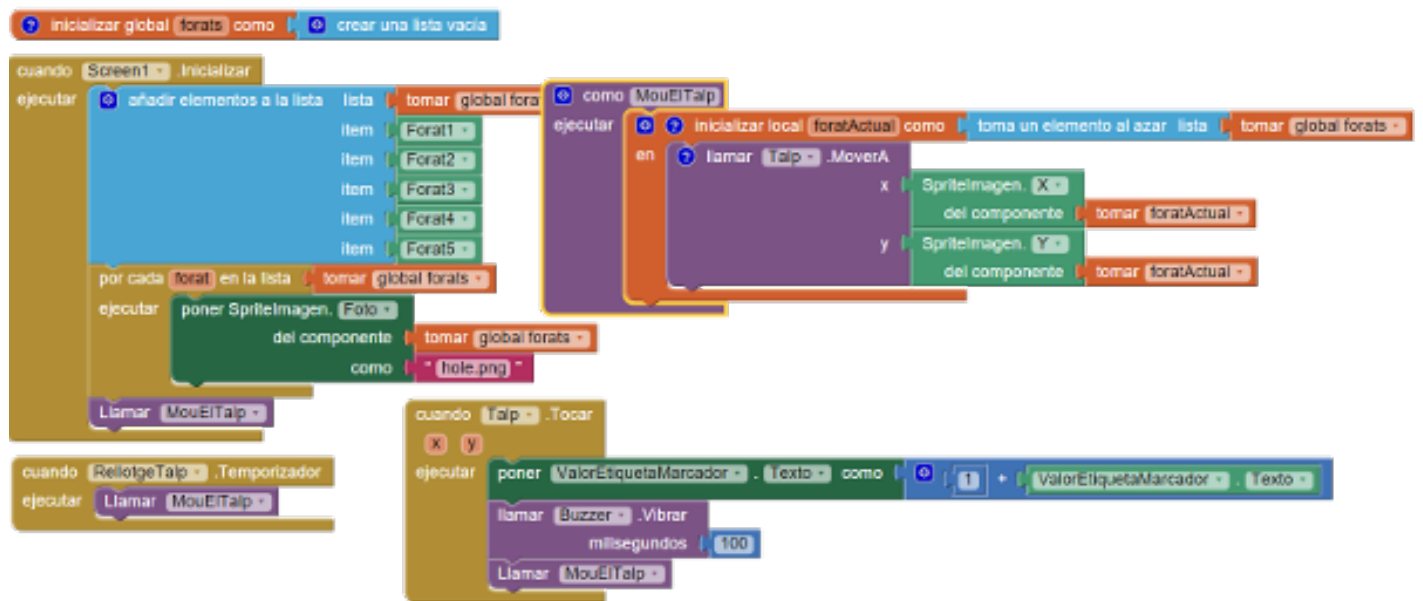 inicializar global forats como crear una lista vacía
cuando Screen1 .Inicializar
ejecutar añadir elementos a la lista lista tomar global fora
item Forat1
item Forat2
item Forat3
item Forat4
item Forat5
por cada forat en la lista tomar global forats
ejecutar poner SpriteImagen. Foto
del componente tomar global forats
como " hole.png "
Llamar MouElTalp
como MouElTalp
ejecutar inicializar local foratActual como toma un elemento al azar lista tomar global forats
en llamar Talp .MoverA
x SpriteImagen. X
del componente tomar foratActual
y SpriteImagen. Y
del componente tomar foratActual
cuando RellotgeTalp .Temporizador
ejecutar Llamar MouElTalp
cuando Talp .Tocar
x y
ejecutar poner ValorEtiquetaMarcador . Texto como 1 + ValorEtiquetaMarcador . Texto
llamar Buzzer .Vibrar
milisegundos 100
Llamar MouElTalp